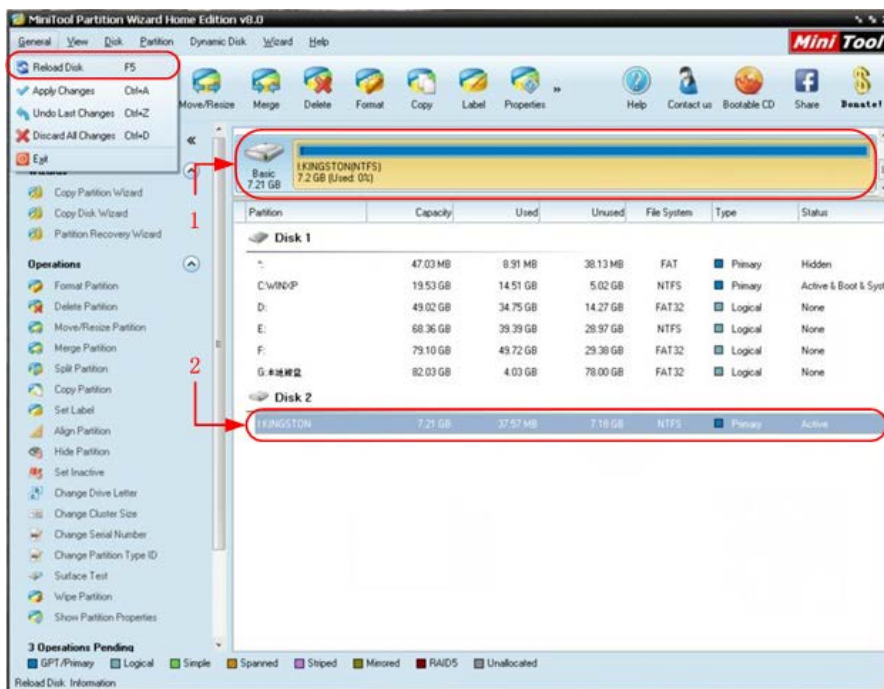 MiniTool Partition Wizard Home Edition v8.0
General View Disk Partition Dynamic Disk Wizard Help
Mini Tool
Reload Disk F5
Apply Changes Ctrl+A
Undo Last Changes Ctrl+Z
Discard All Changes Ctrl+D
Exit
Move/Resize Merge Delete Format Copy Label Properties » Help Contact us Bootable CD Share Donate!
«
Basic
7.21 GB
I:KINGSTON(NTFS)
7.2 GB (Used: 0%)
1
Wizards
Copy Partition Wizard
Copy Disk Wizard
Partition Recovery Wizard
Operations
Format Partition
Delete Partition
Move/Resize Partition
Merge Partition
Split Partition
Copy Partition
Set Label
Align Partition
Hide Partition
Set Inactive
Change Drive Letter
Change Cluster Size
Change Serial Number
Change Partition Type ID
Surface Test
Wipe Partition
Show Partition Properties
3 Operations Pending
Partition Capacity Used Unused File System Type Status
Disk 1
*: 47.03 MB 8.91 MB 38.13 MB FAT Primary Hidden
C:WINXP 19.53 GB 14.51 GB 5.02 GB NTFS Primary Active & Boot & Syst
D: 49.02 GB 34.75 GB 14.27 GB FAT32 Logical None
E: 68.36 GB 39.39 GB 28.97 GB NTFS Logical None
F: 79.10 GB 49.72 GB 29.38 GB FAT32 Logical None
G:本地磁盘 82.03 GB 4.03 GB 78.00 GB FAT32 Logical None
2
Disk 2
I:KINGSTON 7.21 GB 37.57 MB 7.18 GB NTFS Primary Active
GPT/Primary Logical Simple Spanned Striped Mirrored RAID5 Unallocated
Reload Disk Information